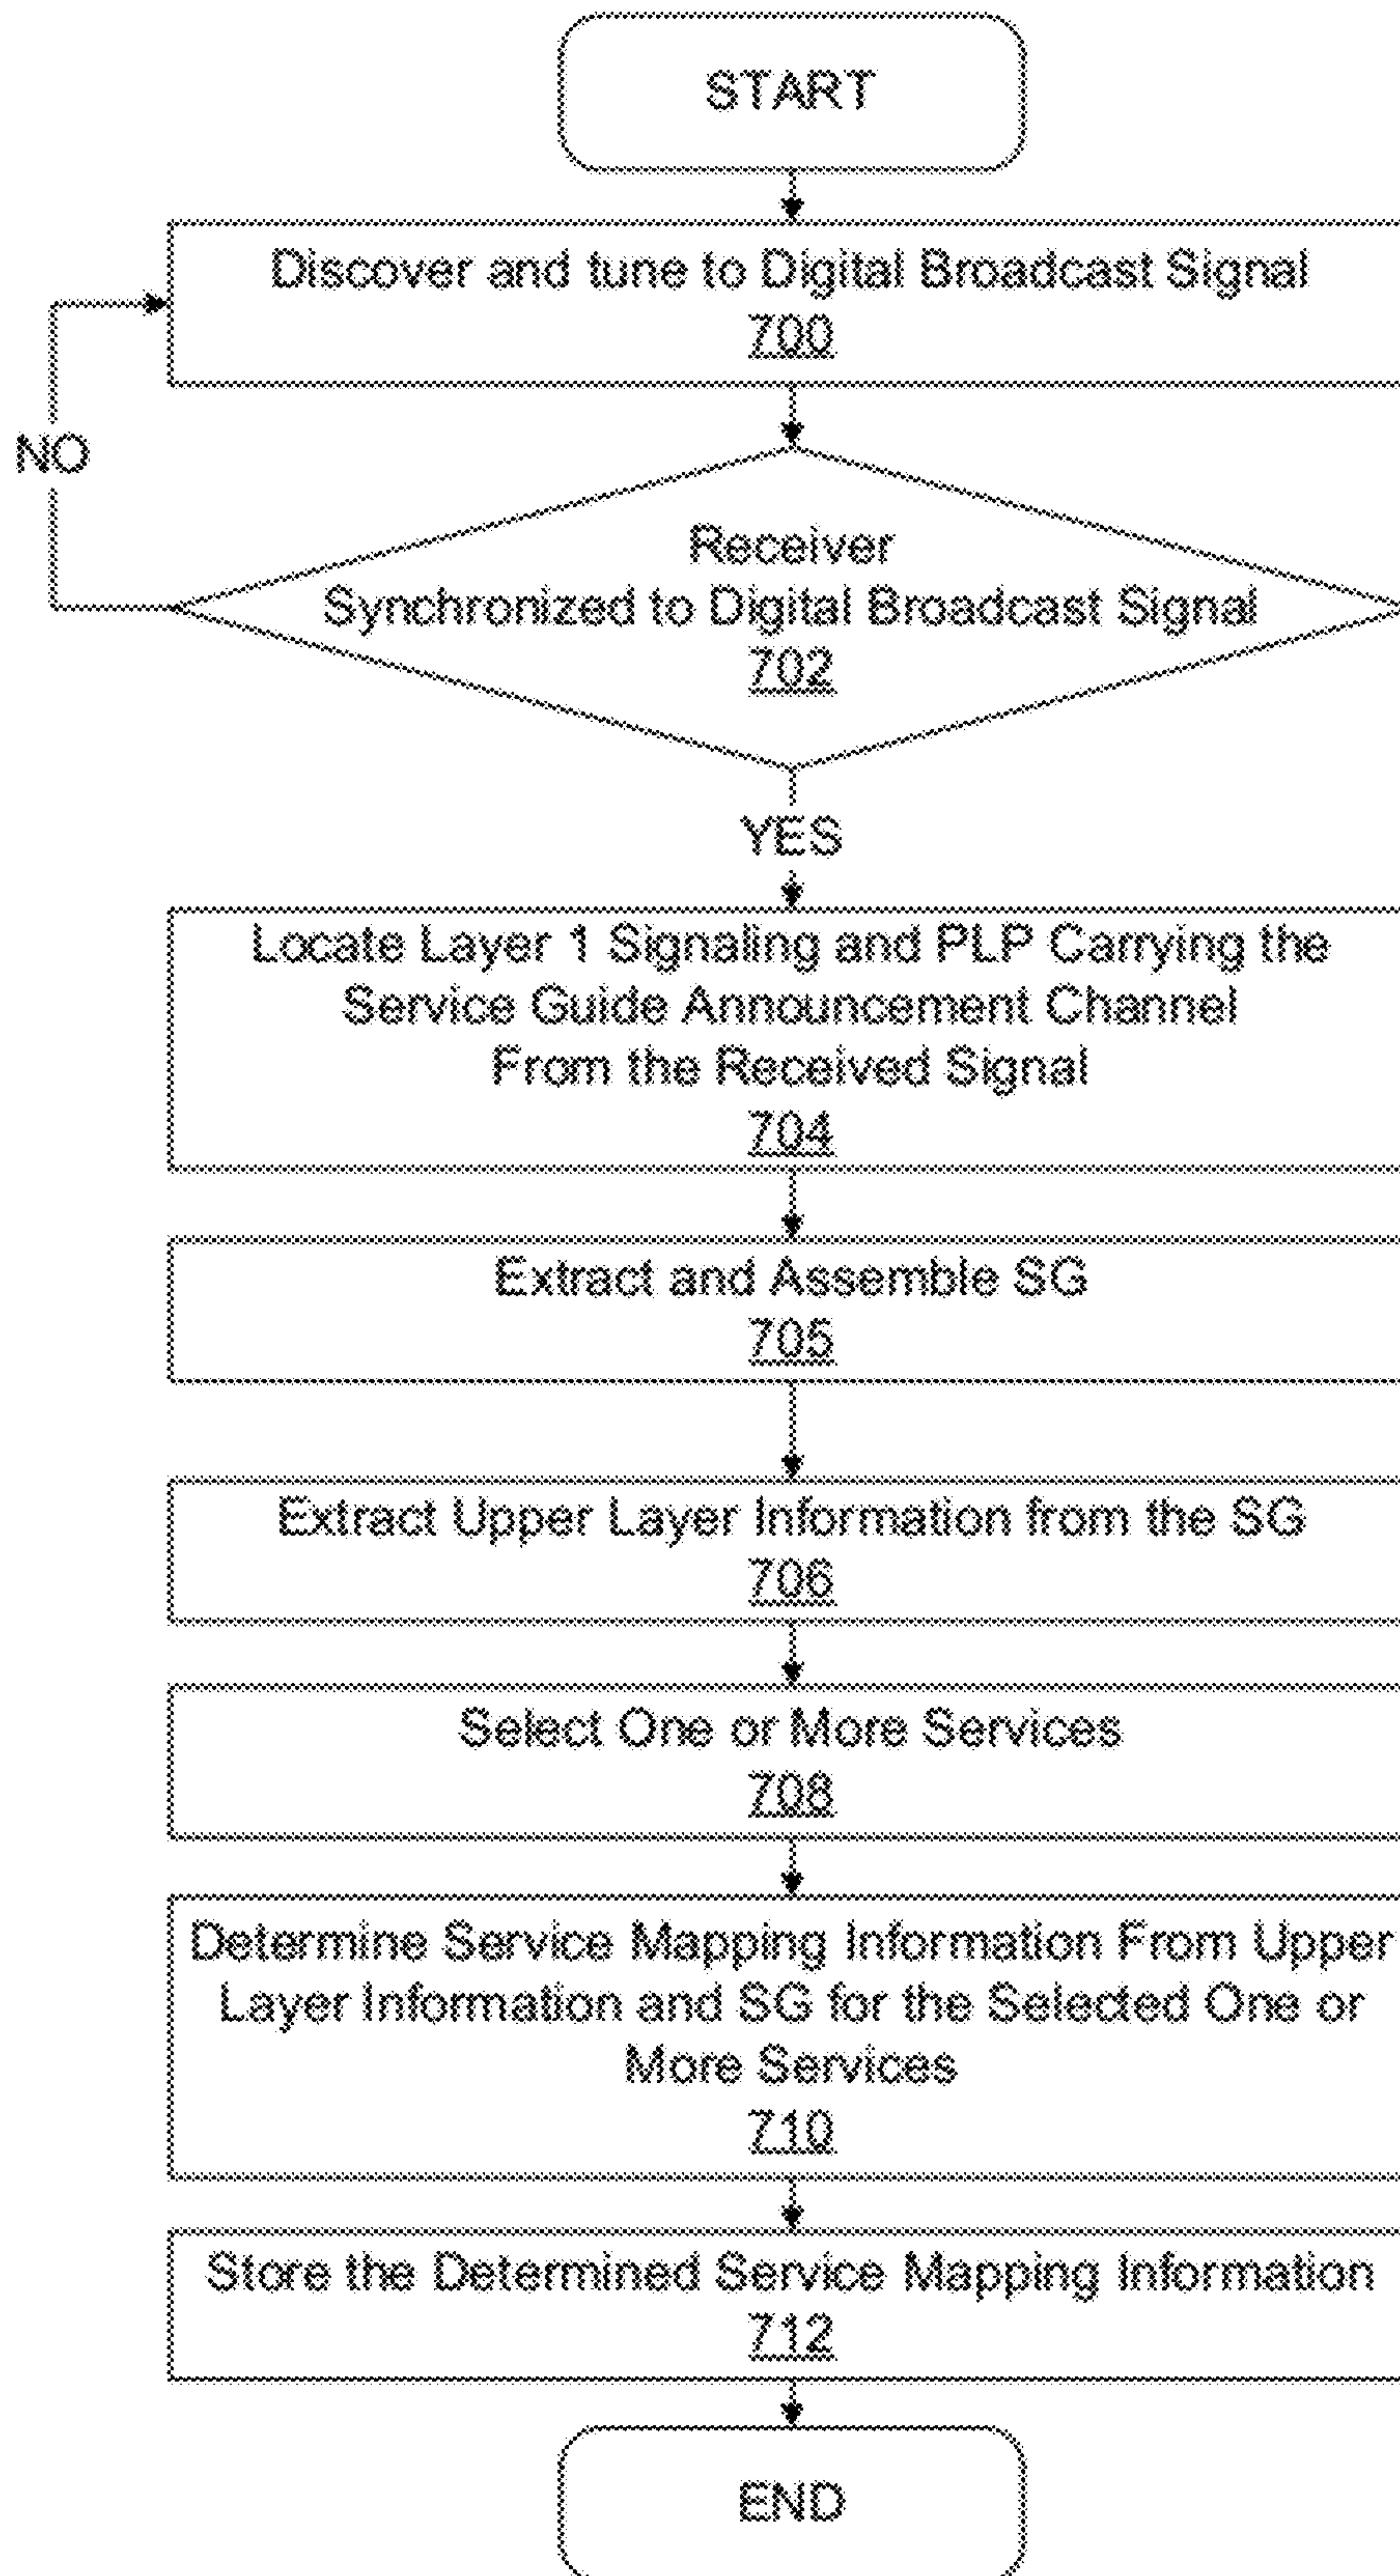 START
Discover and tune to Digital Broadcast Signal
700
NO
Receiver
Synchronized to Digital Broadcast Signal
702
YES
Locate Layer 1 Signaling and PLP Carrying the
Service Guide Announcement Channel
From the Received Signal
704
Extract and Assemble SG
705
Extract Upper Layer Information from the SG
706
Select One or More Services
708
Determine Service Mapping Information From Upper
Layer Information and SG for the Selected One or
More Services
710
Store the Determined Service Mapping Information
712
END